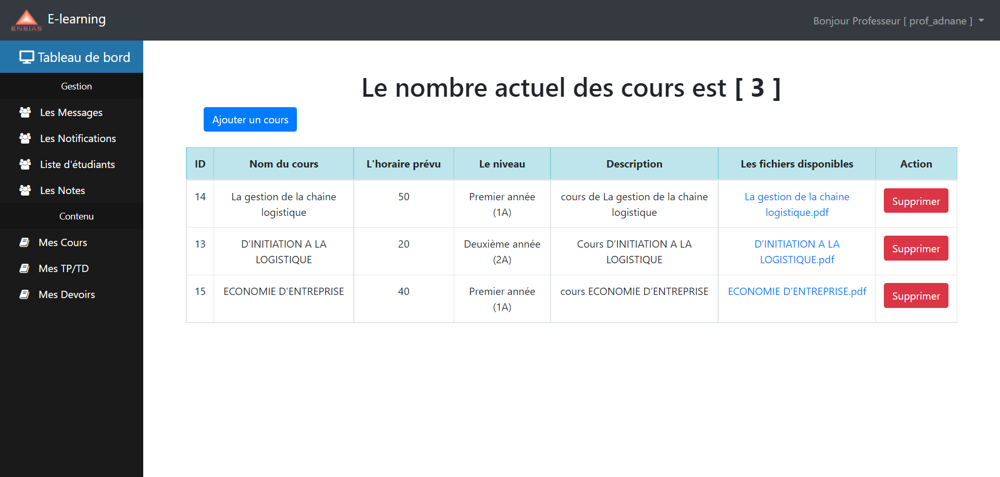 ENSIAS
E-learning
Bonjour Professeur [ prof_adnane ]
Tableau de bord
Gestion
Les Messages
Les Notifications
Liste d'étudiants
Les Notes
Contenu
Mes Cours
Mes TP/TD
Mes Devoirs
Le nombre actuel des cours est [ 3 ]
Ajouter un cours
ID Nom du cours L'horaire prévu Le niveau Description Les fichiers disponibles Action
14 La gestion de la chaine 50 Premier année cours de La gestion de la chaine La gestion de la chaine Supprimer
logistique (1A) logistique logistique.pdf
13 D’INITIATION A LA 20 Deuxième année Cours D’INITIATION A LA D’INITIATION A LA Supprimer
LOGISTIQUE (2A) LOGISTIQUE LOGISTIQUE.pdf
15 ECONOMIE D’ENTREPRISE 40 Premier année cours ECONOMIE D’ENTREPRISE ECONOMIE D’ENTREPRISE.pdf Supprimer
(1A)